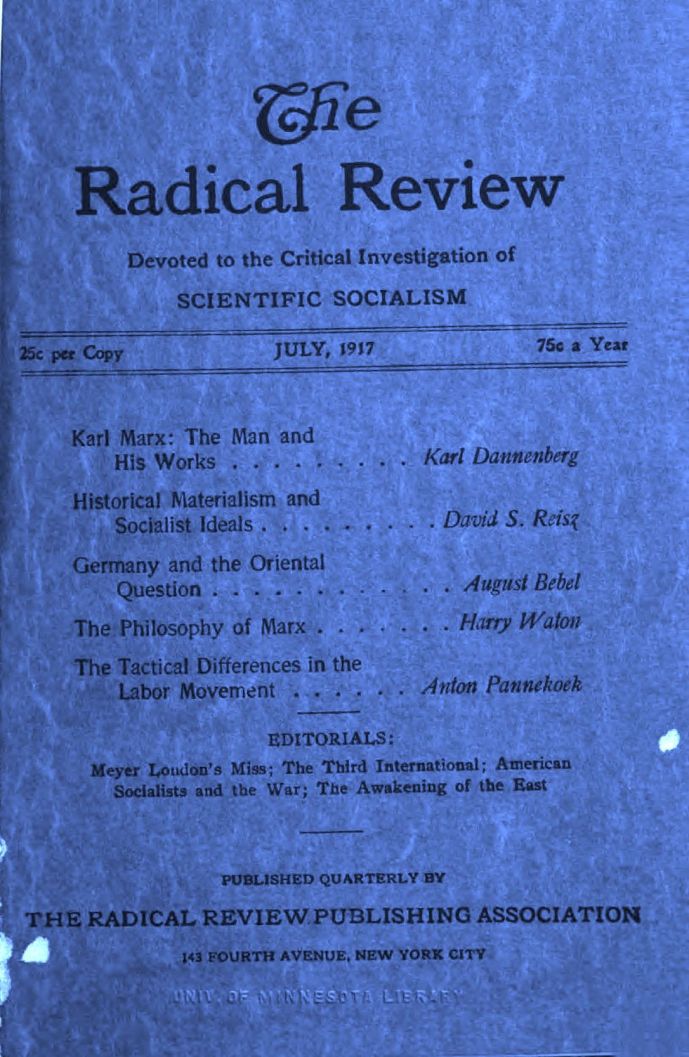 The
Radical Review
Devoted to the Critical Investigation of
SCIENTIFIC SOCIALISM
25c per Copy JULY, 1917 75c a Year
Karl Marx: The Man and
His Works . . . . . . . . . Karl Dannenberg
Historical Materialism and
Socialist Ideals . . . . . . . . . David S. Reisz
Germany and the Oriental
Question . . . . . . . . . . . . . August Bebel
The Philosophy of Marx . . . . . . . Harry Waton
The Tactical Differences in the
Labor Movement . . . . . . Anton Pannekoek
EDITORIALS:
Meyer London's Miss; The Third International; American
Socialists and the War; The Awakening of the East
PUBLISHED QUARTERLY BY
THE RADICAL REVIEW PUBLISHING ASSOCIATION
143 FOURTH AVENUE, NEW YORK CITY
UNIV. OF MINNESOTA LIBRARY